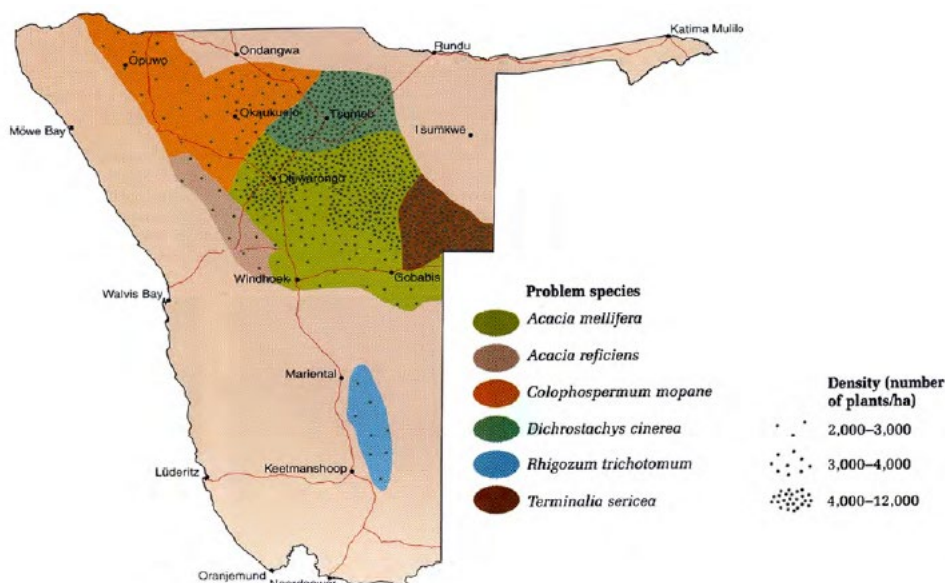 Katima Mulilo
Ondangwa
Rundu
Opuwo
Okaukuejo
Tsumeb
Tsumkwe
Möwe Bay
Otjiwarongo
Windhoek
Gobabis
Walvis Bay
Mariental
Lüderitz
Keetmanshoop
Oranjemund
Problem species
Acacia mellifera
Acacia reficiens
Colophospermum mopane
Dichrostachys cinerea
Rhigozum trichotomum
Terminalia sericea
Density (number
of plants/ha)
2,000–3,000
3,000–4,000
4,000–12,000